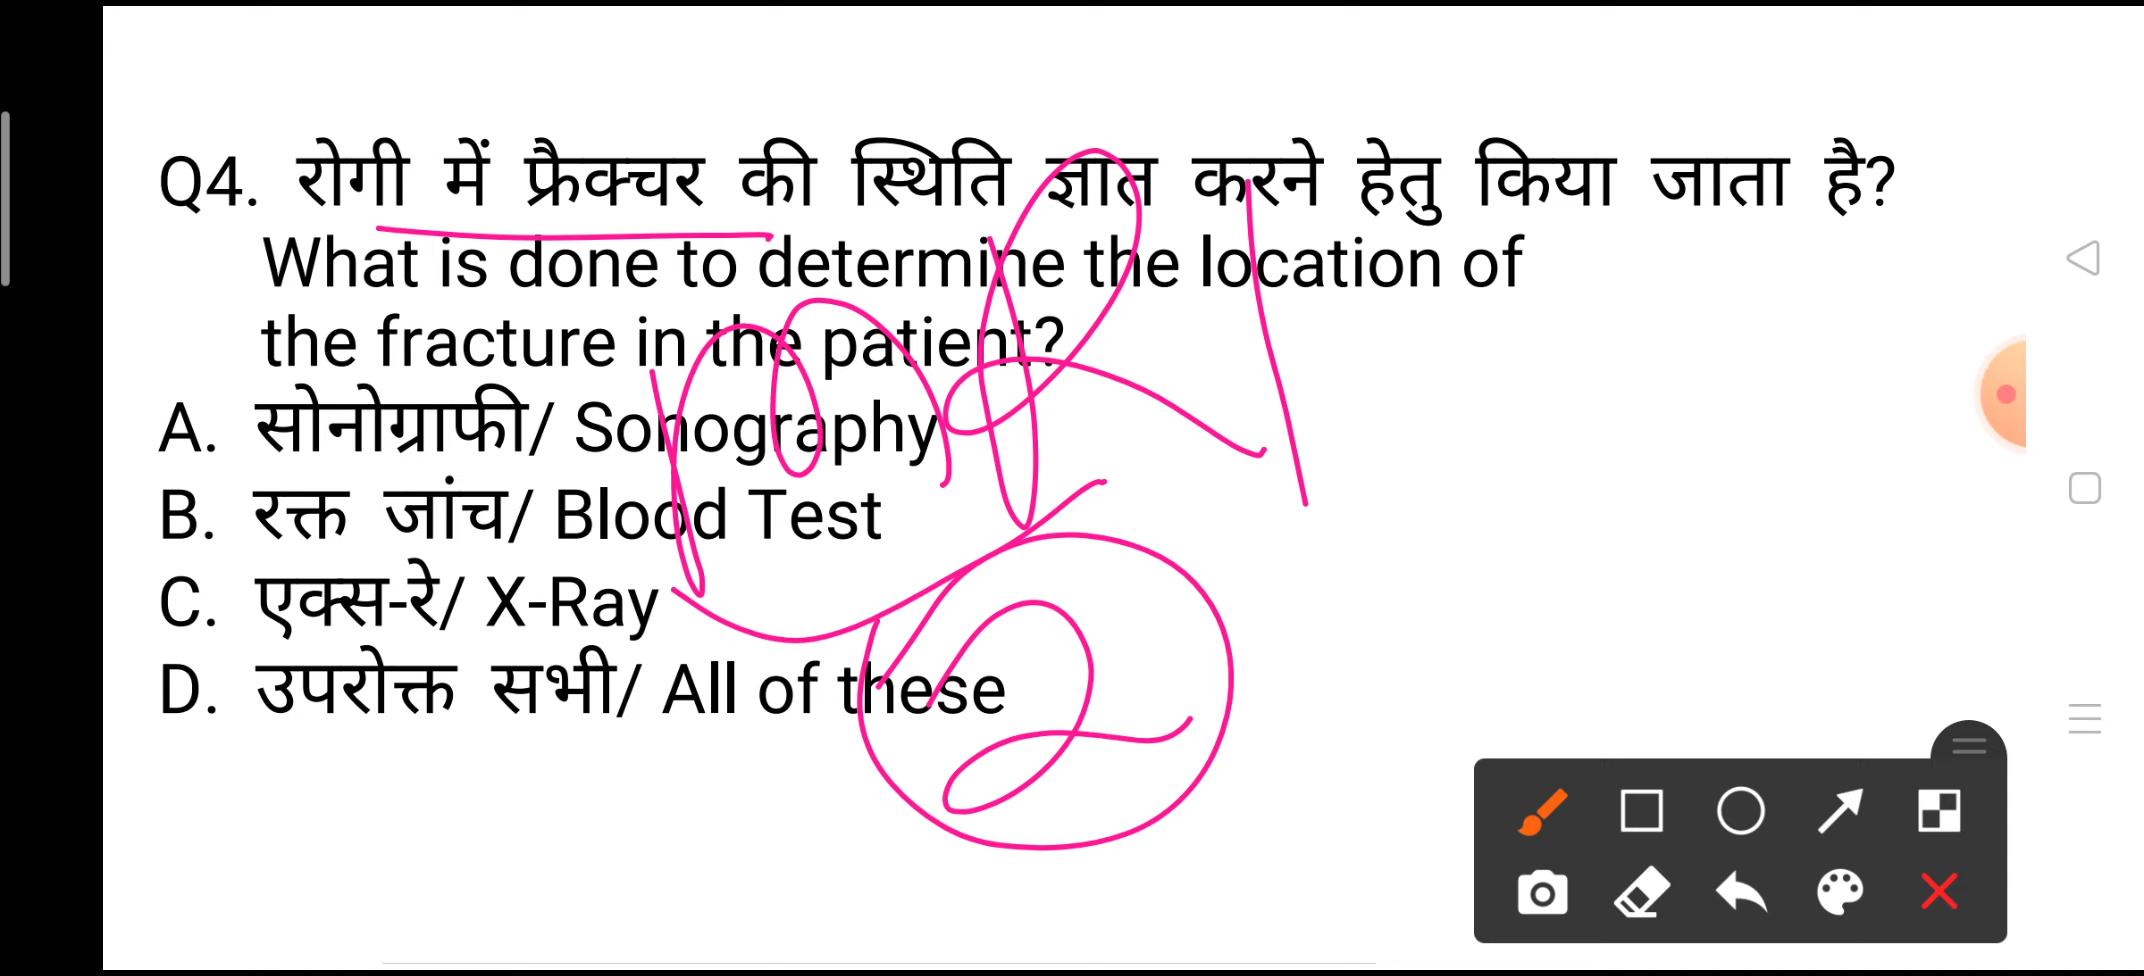 Q4. रोगी में फ्रैक्चर की स्थिति ज्ञात करने हेतु किया जाता है?
What is done to determine the location of
the fracture in the patient?
A. सोनोग्राफी/ Sonography
B. रक्त जांच/ Blood Test
C. एक्स-रे/ X-Ray
D. उपरोक्त सभी/ All of these
2